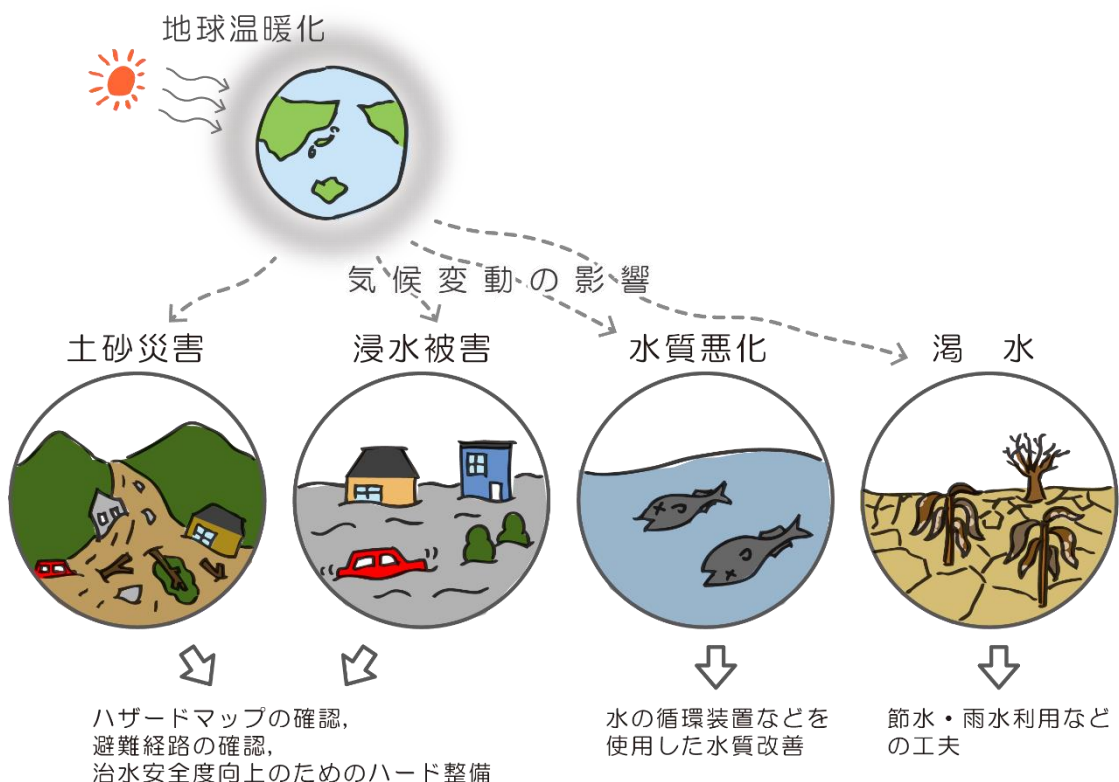 地球温暖化
気候変動の影響
土砂災害
浸水被害
水質悪化
渇　水
ハザードマップの確認,
避難経路の確認,
治水安全度向上のためのハード整備
水の循環装置などを
使用した水質改善
節水・雨水利用など
の工夫